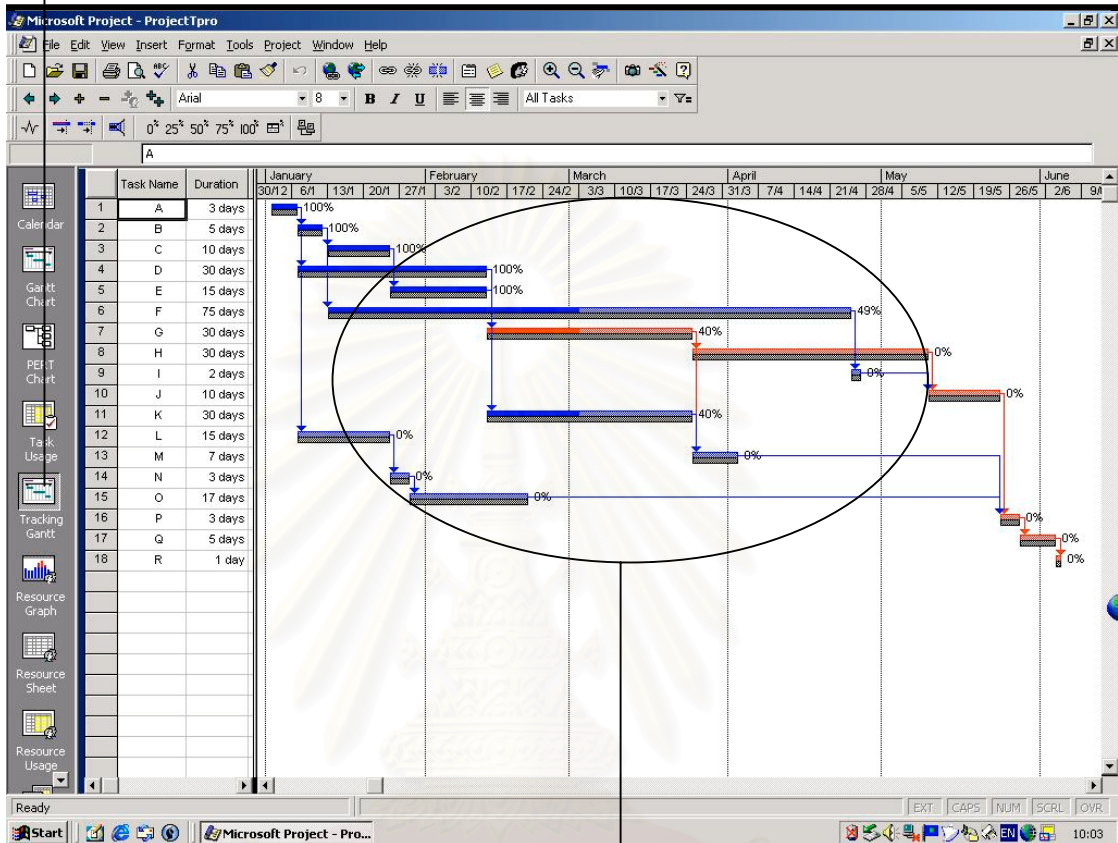 Microsoft Project - ProjectTpro
File Edit View Insert Format Tools Project Window Help
Arial 8 B I U All Tasks
0% 25% 50% 75% 100%
A
Task Name Duration January February March April May June
30/12 6/1 13/1 20/1 27/1 3/2 10/2 17/2 24/2 3/3 10/3 17/3 24/3 31/3 7/4 14/4 21/4 28/4 5/5 12/5 19/5 26/5 2/6 9/
1 A 3 days 100%
2 B 5 days 100%
3 C 10 days 100%
4 D 30 days 100%
5 E 15 days 100%
6 F 75 days 49%
7 G 30 days 40%
8 H 30 days 0%
9 I 2 days 0%
10 J 10 days 0%
11 K 30 days 40%
12 L 15 days 0%
13 M 7 days 0%
14 N 3 days 0%
15 O 17 days 0%
16 P 3 days 0%
17 Q 5 days 0%
18 R 1 day 0%
Calendar
Gantt
Chart
PERT
Chart
Task
Usage
Tracking
Gantt
Resource
Graph
Resource
Sheet
Resource
Usage
Ready EXT CAPS NUM SCRL OVR
Start Microsoft Project - Pro... EN 10:03